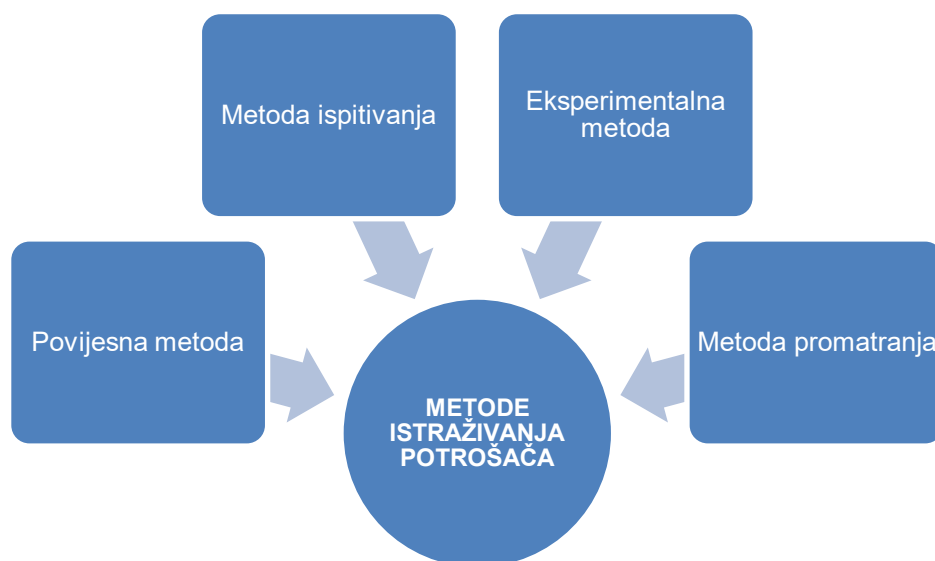 Metoda ispitivanja
Eksperimentalna
metoda
Povijesna metoda
Metoda promatranja
METODE
ISTRAŽIVANJA
POTROŠAČA